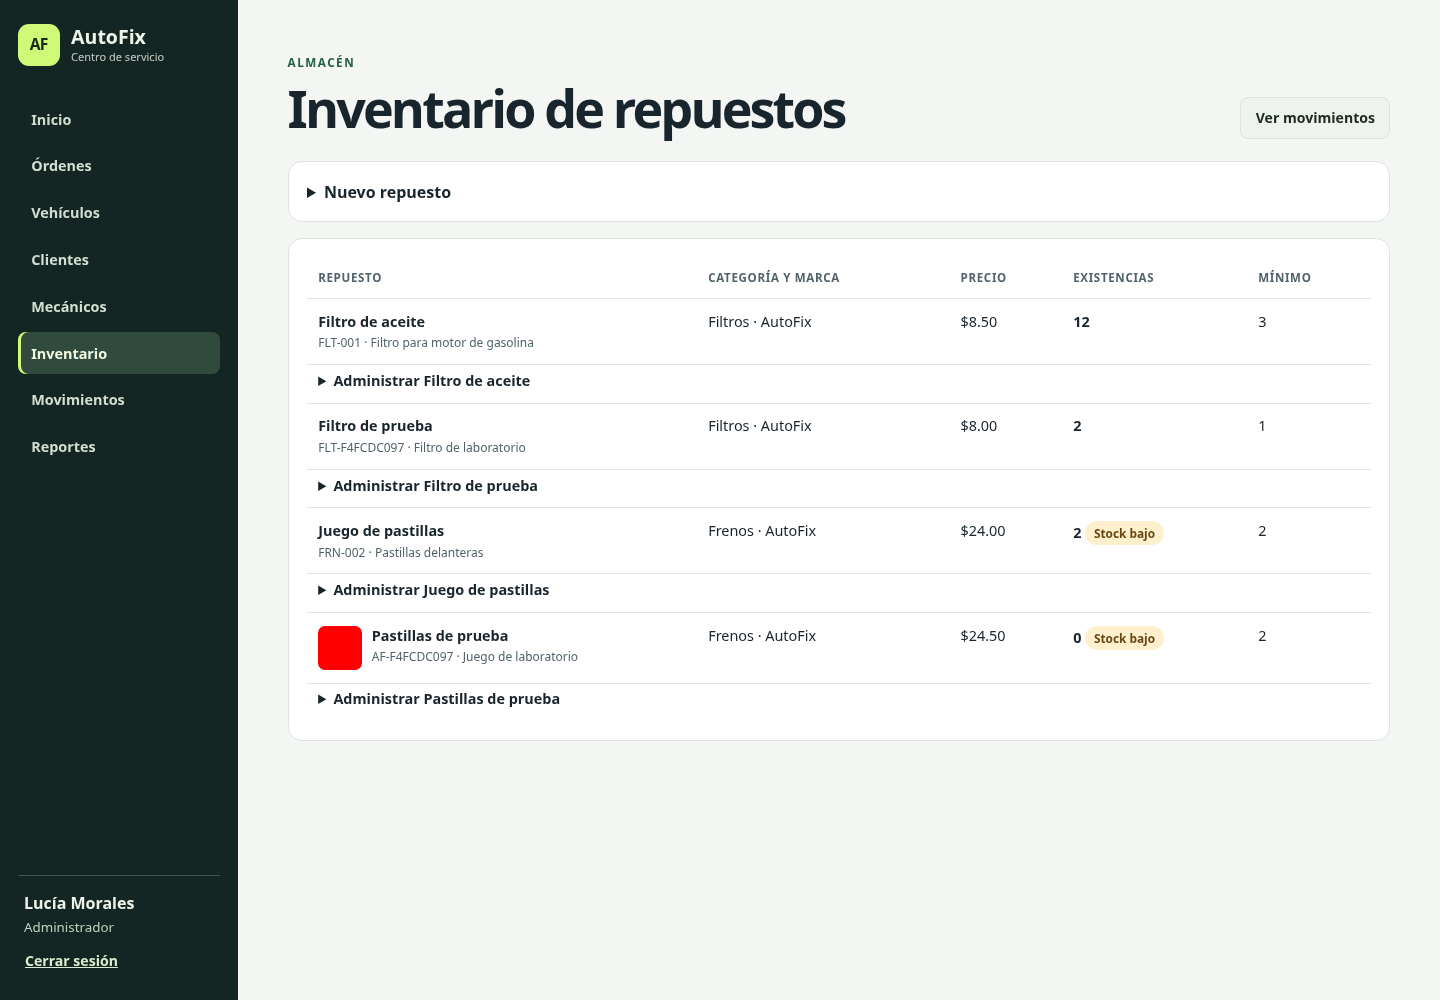 AF
AutoFix
Centro de servicio
Inicio
Órdenes
Vehículos
Clientes
Mecánicos
Inventario
Movimientos
Reportes
Lucía Morales
Administrador
Cerrar sesión
ALMACÉN
Inventario de repuestos
Ver movimientos
Nuevo repuesto
REPUESTO CATEGORÍA Y MARCA PRECIO EXISTENCIAS MÍNIMO
Filtro de aceite Filtros · AutoFix $8.50 12 3
FLT-001 · Filtro para motor de gasolina
Administrar Filtro de aceite
Filtro de prueba Filtros · AutoFix $8.00 2 1
FLT-F4FCDC097 · Filtro de laboratorio
Administrar Filtro de prueba
Juego de pastillas Frenos · AutoFix $24.00 2 Stock bajo 2
FRN-002 · Pastillas delanteras
Administrar Juego de pastillas
Pastillas de prueba Frenos · AutoFix $24.50 0 Stock bajo 2
AF-F4FCDC097 · Juego de laboratorio
Administrar Pastillas de prueba